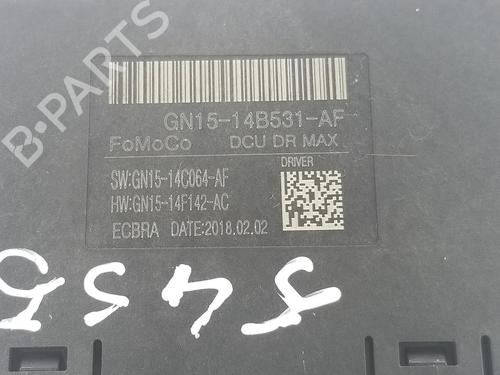 B-PARTS
GN15-14B531-AF
FoMoCo DCU DR MAX
SW:GN15-14C064-AF DRIVER
HW:GN15-14F142-AC
ECBRA DATE:2018.02.02
5455